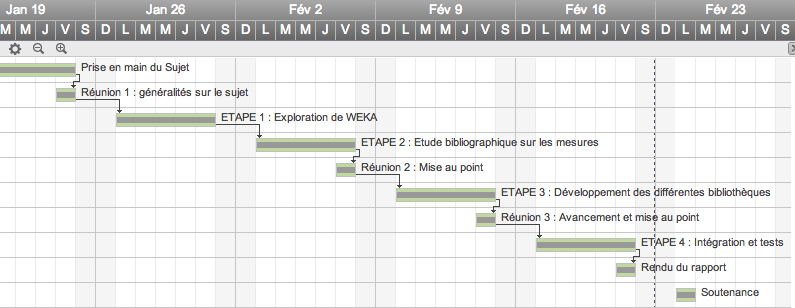 Jan 19 Jan 26 Fév 2 Fév 9 Fév 16 Fév 23
M M J V S D L M M J V S D L M M J V S D L M M J V S D L M M J V S D L M M J V S
Prise en main du Sujet
Réunion 1 : généralités sur le sujet
ETAPE 1 : Exploration de WEKA
ETAPE 2 : Etude bibliographique sur les mesures
Réunion 2 : Mise au point
ETAPE 3 : Développement des différentes bibliothèques
Réunion 3 : Avancement et mise au point
ETAPE 4 : Intégration et tests
Rendu du rapport
Soutenance